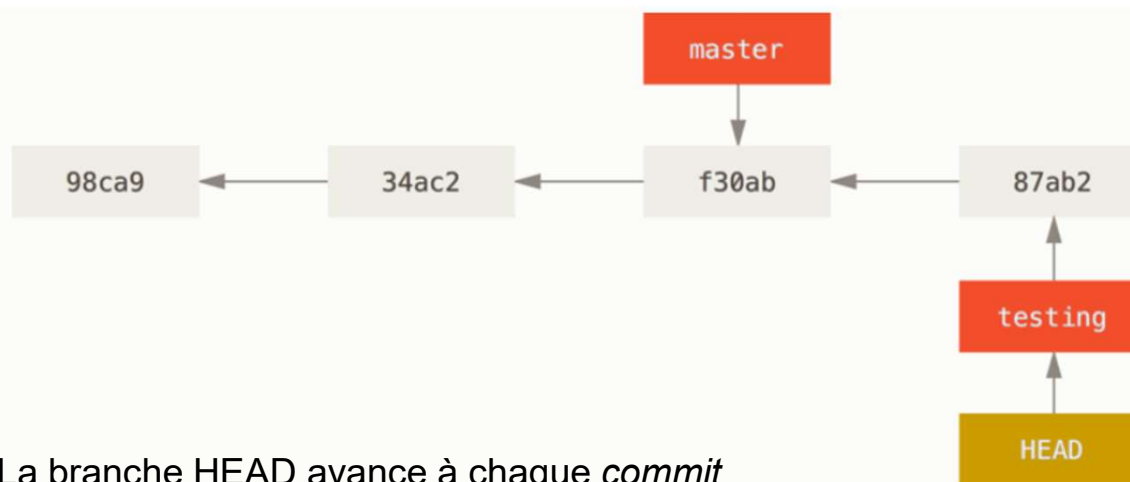 master
98ca9 34ac2 f30ab 87ab2
testing
HEAD
La branche HEAD avance à chaque commit